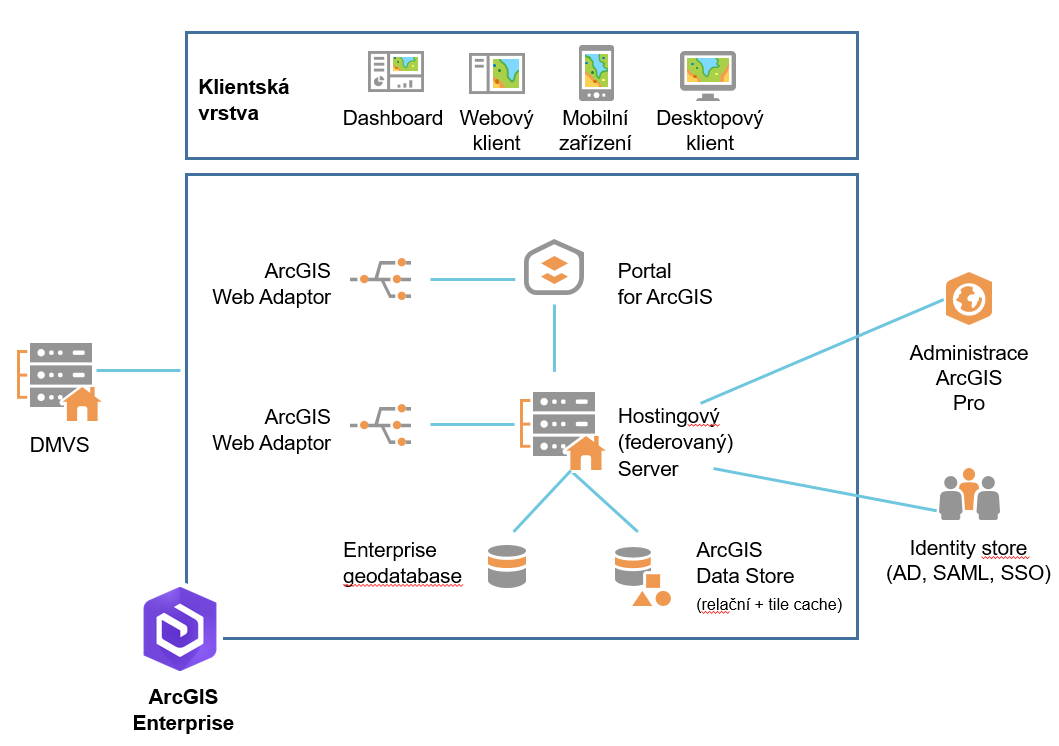 Klientská
vrstva
Dashboard
Webový
klient
Mobilní
zařízení
Desktopový
klient
ArcGIS
Web Adaptor
Portal
for ArcGIS
Administrace
ArcGIS
Pro
DMVS
ArcGIS
Web Adaptor
Hostingový
(federovaný)
Server
Identity store
(AD, SAML, SSO)
Enterprise
geodatabase
ArcGIS
Data Store
(relační + tile cache)
ArcGIS
Enterprise